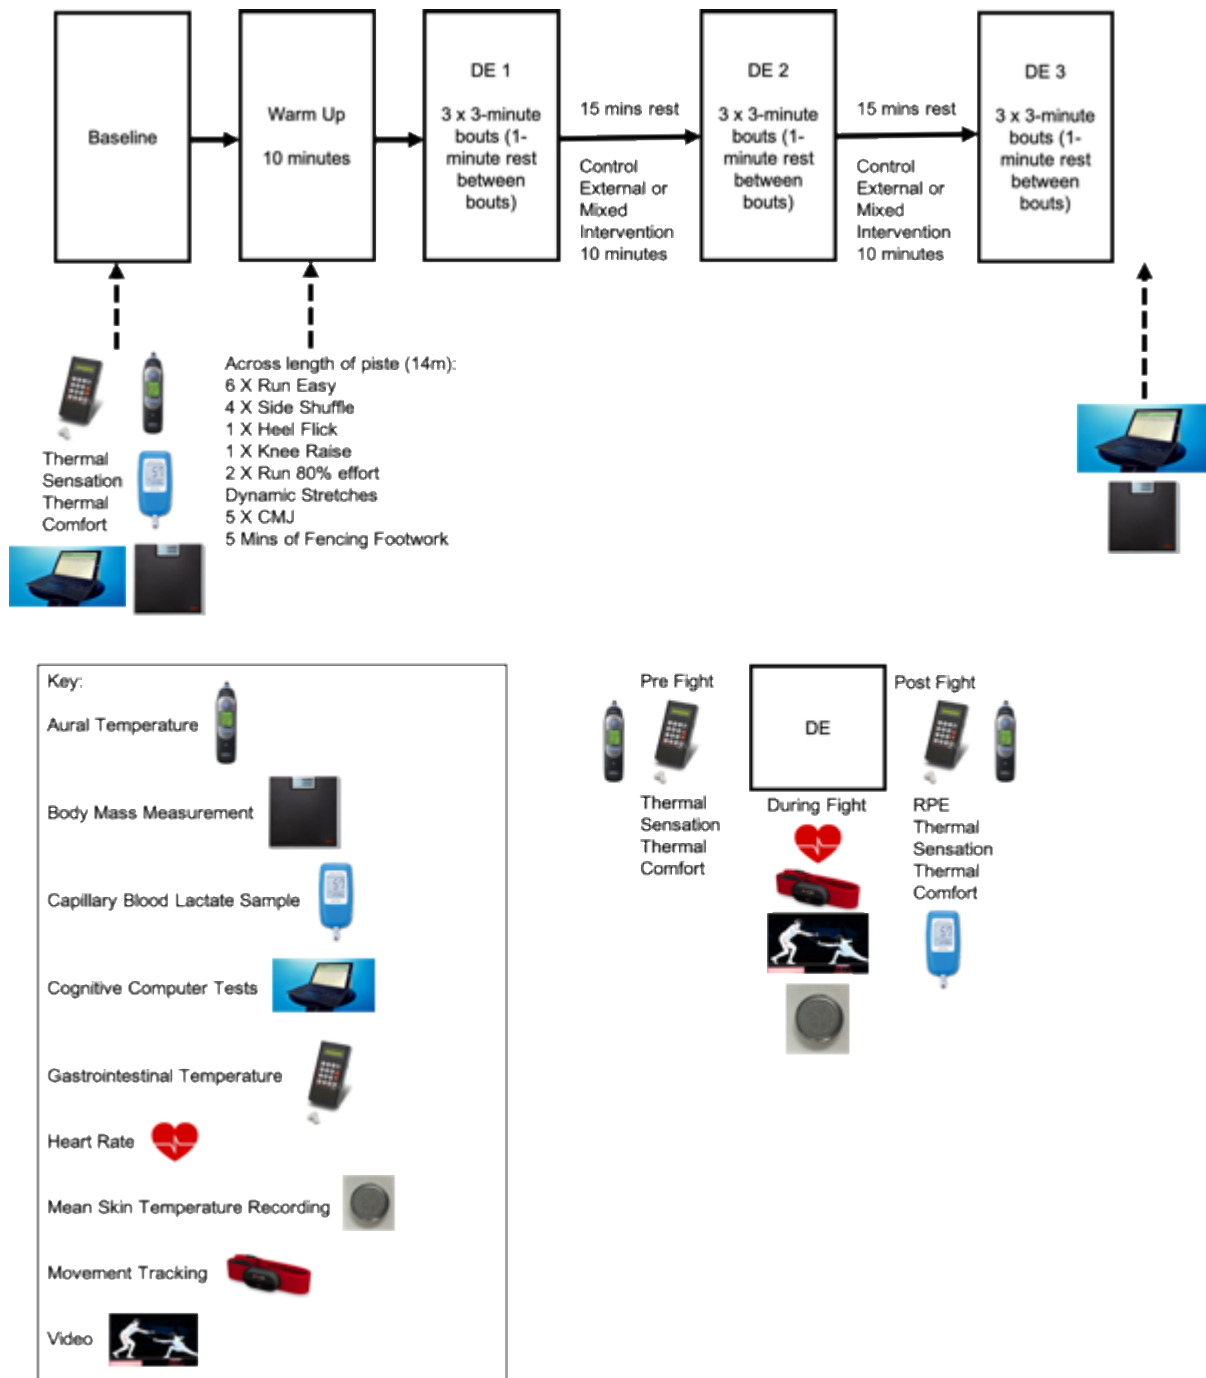 Baseline
Warm Up
10 minutes
DE 1
3 x 3-minute
bouts (1-
minute rest
between
bouts)
15 mins rest
Control
External or
Mixed
Intervention
10 minutes
DE 2
3 x 3-minute
bouts (1-
minute rest
between
bouts)
15 mins rest
Control
External or
Mixed
Intervention
10 minutes
DE 3
3 x 3-minute
bouts (1-
minute rest
between
bouts)
Thermal
Sensation
Thermal
Comfort
Across length of piste (14m):
6 X Run Easy
4 X Side Shuffle
1 X Heel Flick
1 X Knee Raise
2 X Run 80% effort
Dynamic Stretches
5 X CMJ
5 Mins of Fencing Footwork
Key:
Aural Temperature
Body Mass Measurement
Capillary Blood Lactate Sample
Cognitive Computer Tests
Gastrointestinal Temperature
Heart Rate
Mean Skin Temperature Recording
Movement Tracking
Video
Pre Fight
Thermal
Sensation
Thermal
Comfort
DE
During Fight
Post Fight
RPE
Thermal
Sensation
Thermal
Comfort